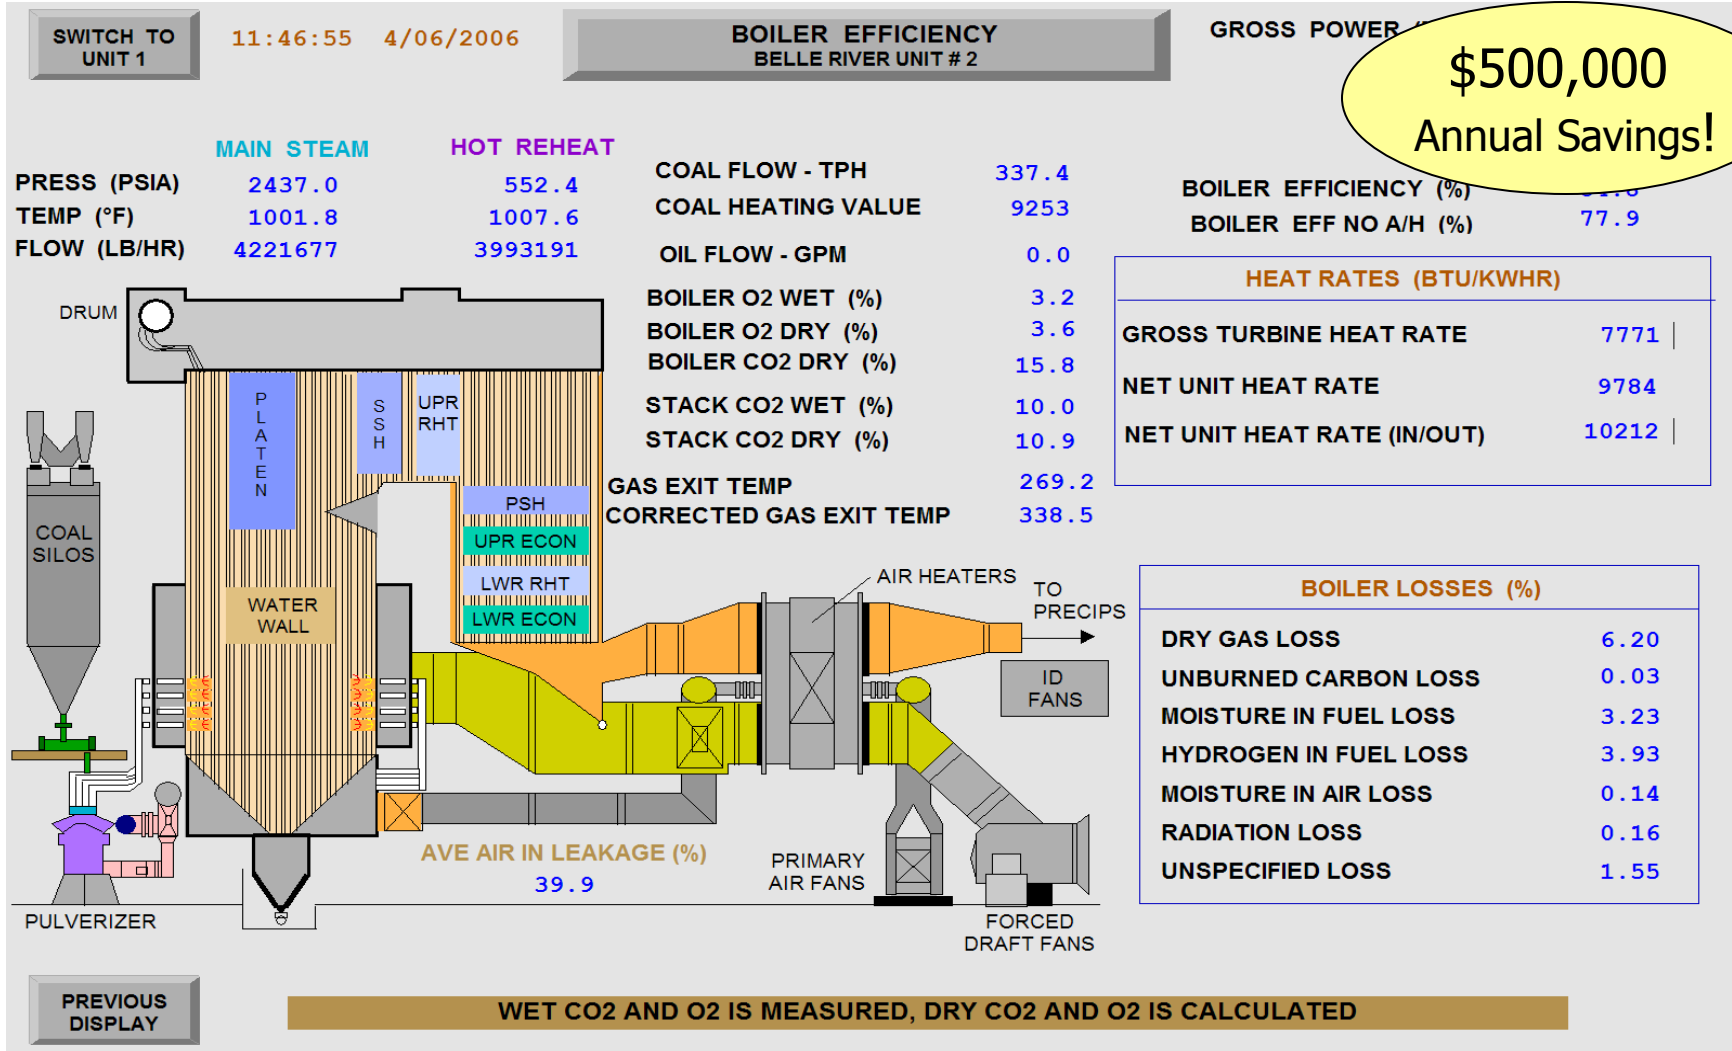 SWITCH TO
UNIT 1
11:46:55 4/06/2006
BOILER EFFICIENCY
BELLE RIVER UNIT # 2
GROSS POWER
$500,000
Annual Savings!
MAIN STEAM HOT REHEAT
PRESS (PSIA) 2437.0 552.4
TEMP (°F) 1001.8 1007.6
FLOW (LB/HR) 4221677 3993191
COAL FLOW - TPH 337.4
COAL HEATING VALUE 9253
OIL FLOW - GPM 0.0
BOILER O2 WET (%) 3.2
BOILER O2 DRY (%) 3.6
BOILER CO2 DRY (%) 15.8
STACK CO2 WET (%) 10.0
STACK CO2 DRY (%) 10.9
GAS EXIT TEMP 269.2
CORRECTED GAS EXIT TEMP 338.5
BOILER EFFICIENCY (%)
BOILER EFF NO A/H (%) 77.9
HEAT RATES (BTU/KWHR)
GROSS TURBINE HEAT RATE 7771
NET UNIT HEAT RATE 9784
NET UNIT HEAT RATE (IN/OUT) 10212
DRUM
PLATEN
SSH
UPR
RHT
PSH
UPR ECON
LWR RHT
LWR ECON
COAL
SILOS
WATER
WALL
AIR HEATERS
TO
PRECIPS
ID
FANS
BOILER LOSSES (%)
DRY GAS LOSS 6.20
UNBURNED CARBON LOSS 0.03
MOISTURE IN FUEL LOSS 3.23
HYDROGEN IN FUEL LOSS 3.93
MOISTURE IN AIR LOSS 0.14
RADIATION LOSS 0.16
UNSPECIFIED LOSS 1.55
AVE AIR IN LEAKAGE (%)
39.9
PRIMARY
AIR FANS
PULVERIZER
FORCED
DRAFT FANS
PREVIOUS
DISPLAY
WET CO2 AND O2 IS MEASURED, DRY CO2 AND O2 IS CALCULATED